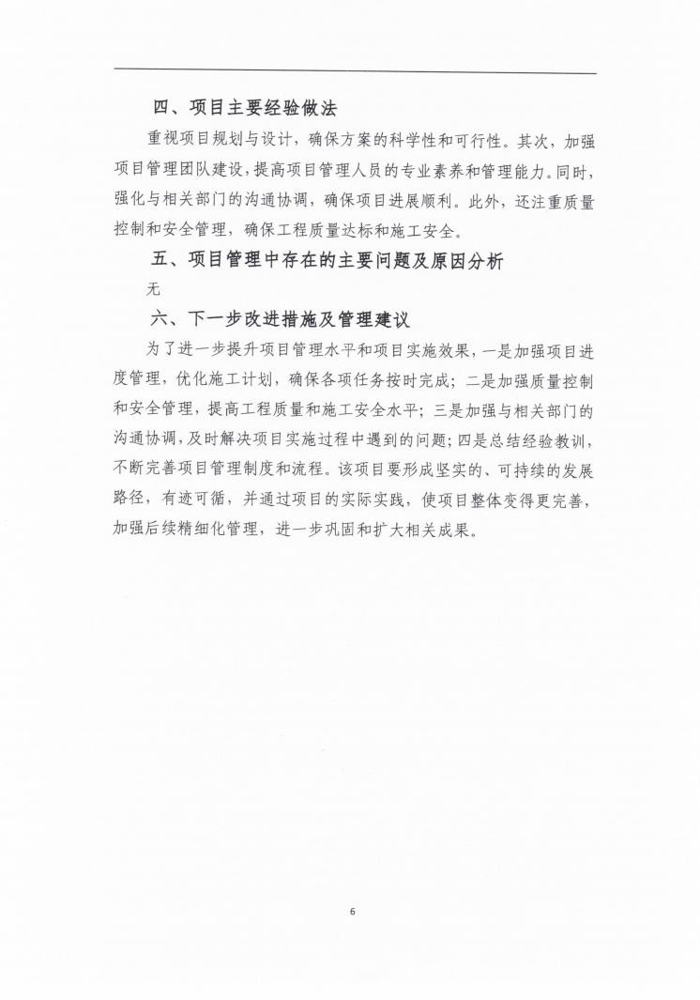 四、项目主要经验做法
重视项目规划与设计，确保方案的科学性和可行性。其次，加强
项目管理团队建设，提高项目管理人员的专业素养和管理能力。同时，
强化与相关部门的沟通协调，确保项目进展顺利。此外，还注重质量
控制和安全管理，确保工程质量达标和施工安全。
五、项目管理中存在的主要问题及原因分析
无
六、下一步改进措施及管理建议
为了进一步提升项目管理水平和项目实施效果，一是加强项目进
度管理，优化施工计划，确保各项任务按时完成；二是加强质量控制
和安全管理，提高工程质量和施工安全水平；三是加强与相关部门的
沟通协调，及时解决项目实施过程中遇到的问题；四是总结经验教训，
不断完善项目管理制度和流程。该项目要形成坚实的、可持续的发展
路径，有迹可循，并通过项目的实际实践，使项目整体变得更完善，
加强后续精细化管理，进一步巩固和扩大相关成果。
6